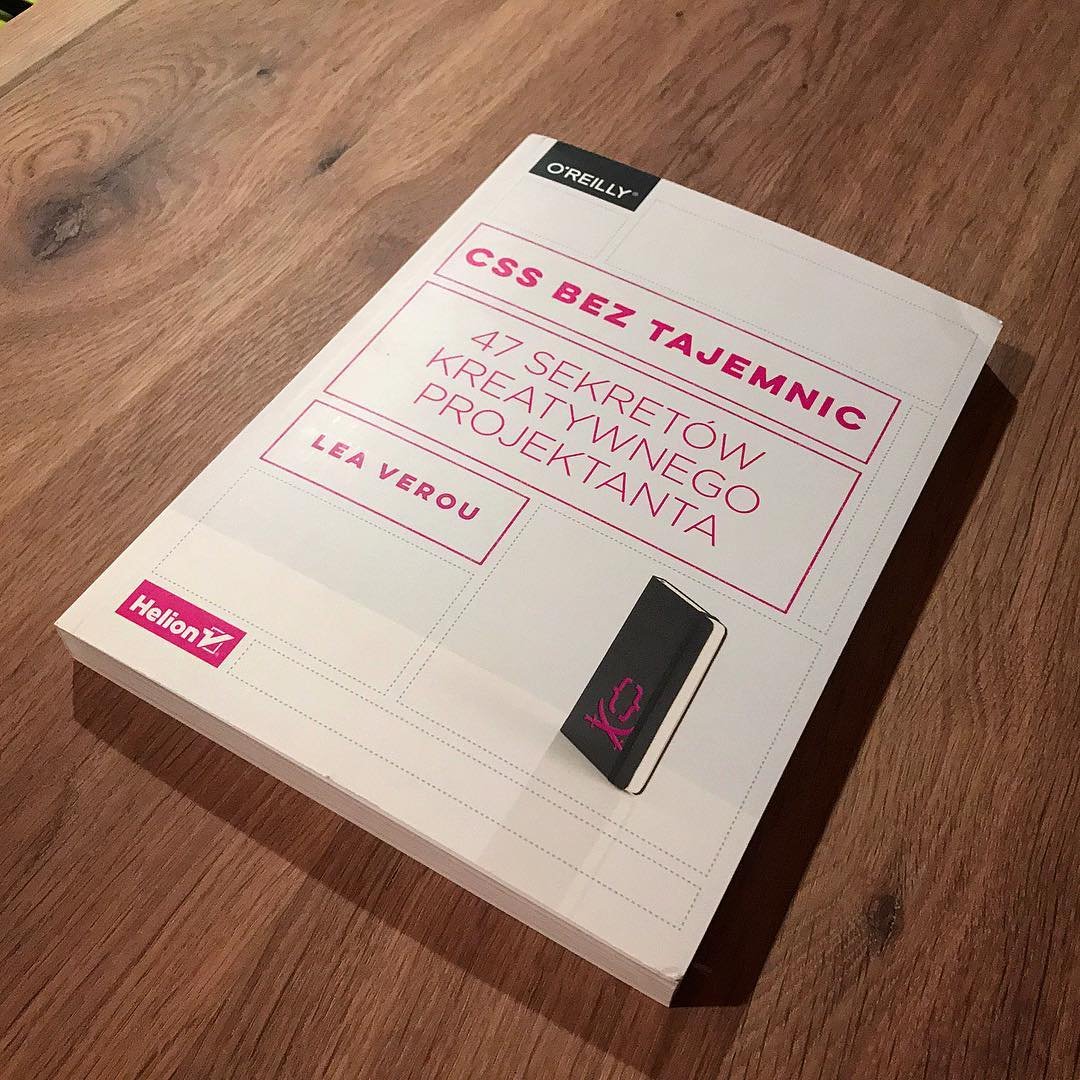 O'REILLY®
CSS BEZ TAJEMNIC
47 SEKRETÓW
KREATYWNEGO
PROJEKTANTA
LEA VEROU
Helion